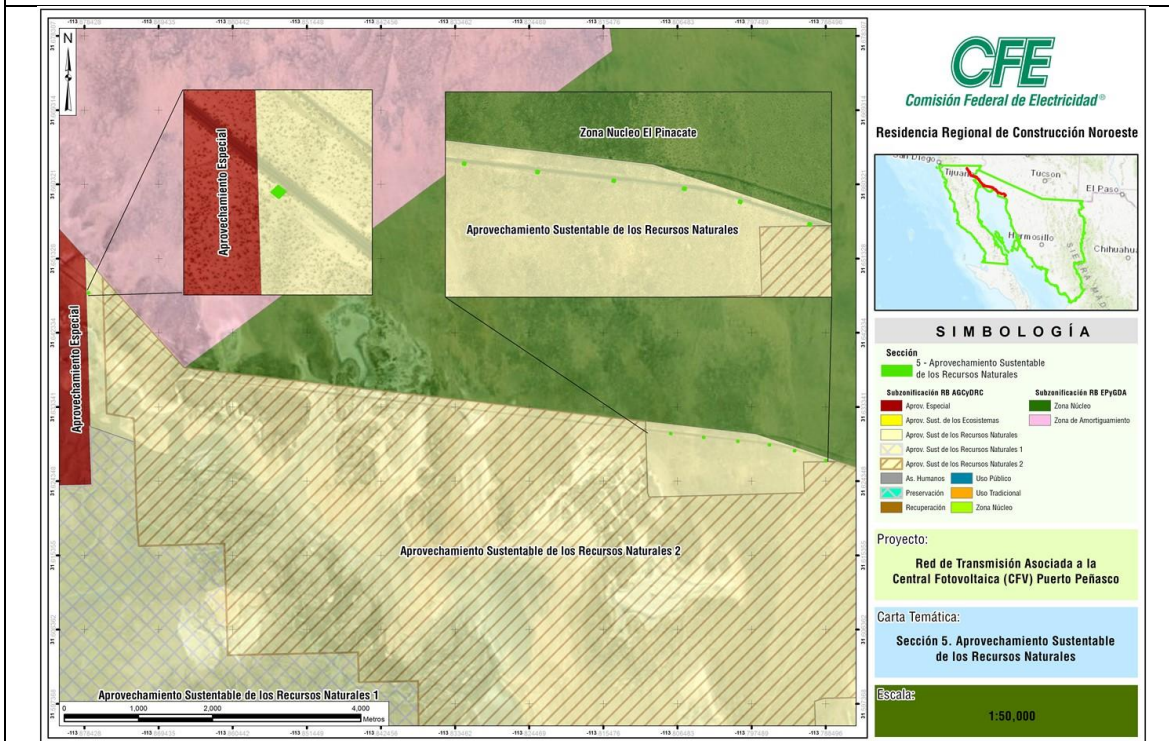 N
Zona Nucleo El Pinacate
Aprovechamiento Especial
Aprovechamiento Sustentable de los Recursos Naturales
Aprovechamiento Especial
Aprovechamiento Sustentable de los Recursos Naturales 2
Aprovechamiento Sustentable de los Recursos Naturales 1
0 1,000 2,000 4,000
Metros
CFE
Comisión Federal de Electricidad®
Residencia Regional de Construcción Noroeste
San Diego
Tijuana
Tucson
El Paso
Hermosillo
Chihuahua
SIERRA MAD
SIMBOLOGÍA
Sección
5 - Aprovechamiento Sustentable
de los Recursos Naturales
Subzonificación RB AGCyDRC
Aprov. Especial
Aprov. Sust. de los Ecosistemas
Aprov. Sust de los Recursos Naturales
Aprov. Sust de los Recursos Naturales 1
Aprov. Sust de los Recursos Naturales 2
As. Humanos
Uso Público
Preservación
Uso Tradicional
Recuperación
Zona Núcleo
Subzonificación RB EPyGDA
Zona Núcleo
Zona de Amortiguamiento
Proyecto:
Red de Transmisión Asociada a la
Central Fotovoltaica (CFV) Puerto Peñasco
Carta Temática:
Sección 5. Aprovechamiento Sustentable
de los Recursos Naturales
Escala:
1:50,000